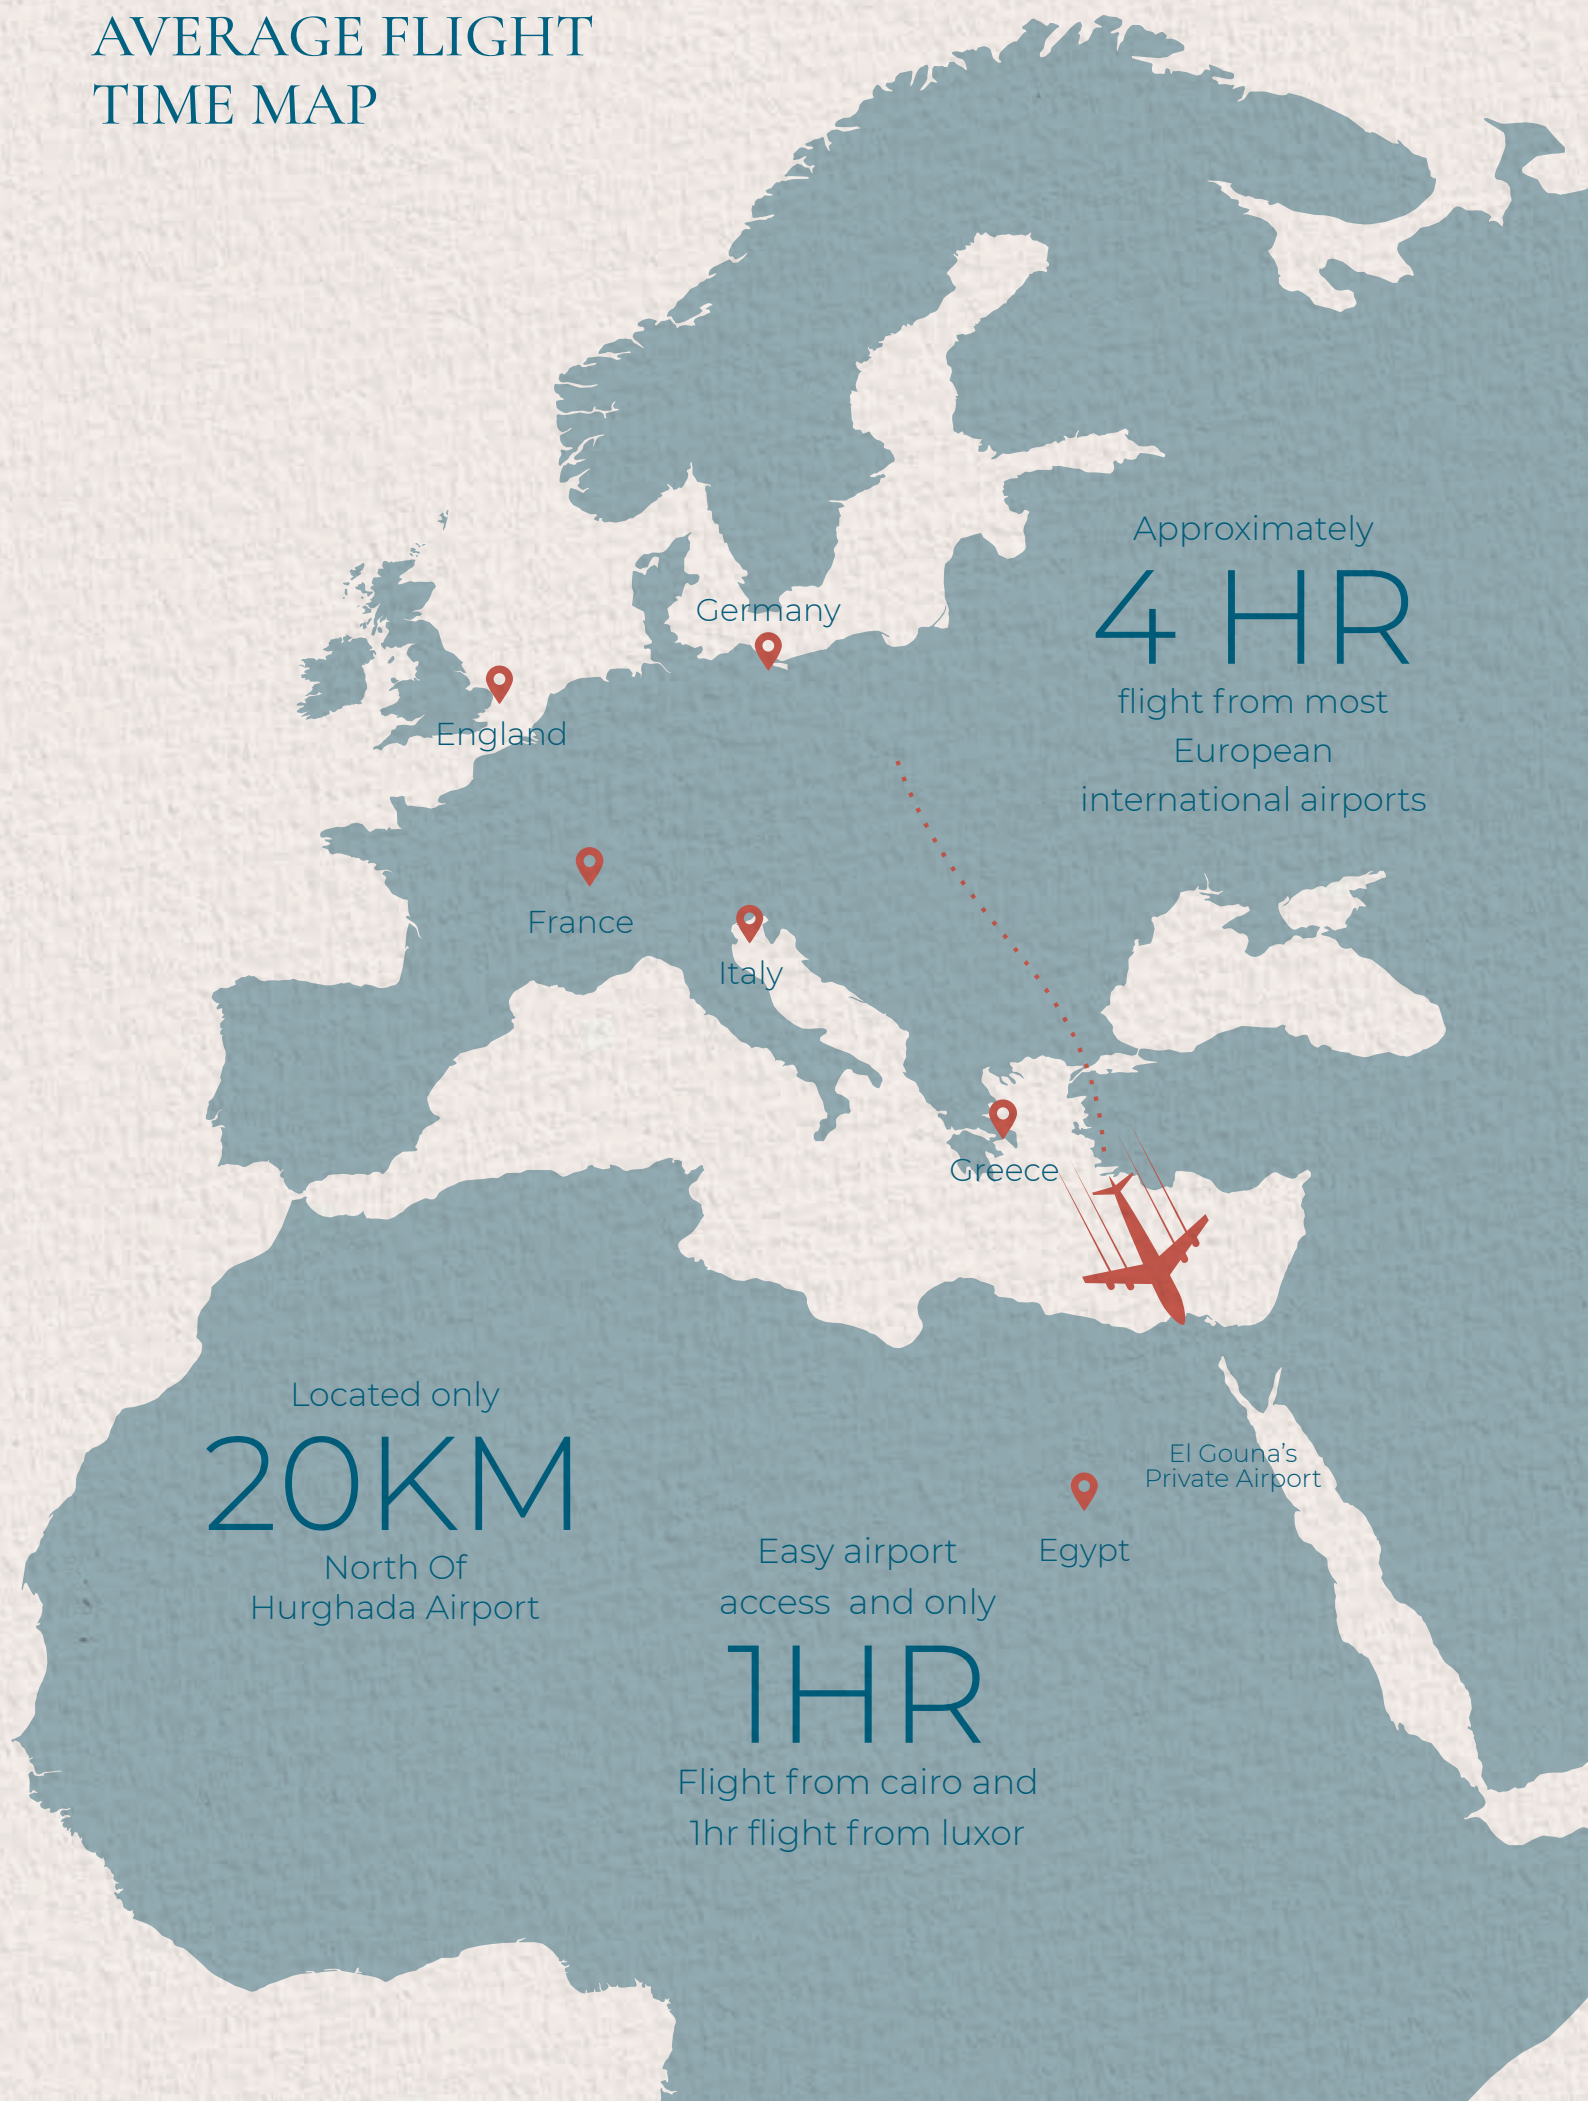 AVERAGE FLIGHT
TIME MAP
Approximately
4 HR
flight from most
European
international airports
Germany
England
France
Italy
Greece
Located only
20KM
North Of
Hurghada Airport
El Gouna’s
Private Airport
Egypt
Easy airport
access and only
1HR
Flight from cairo and
1hr flight from luxor